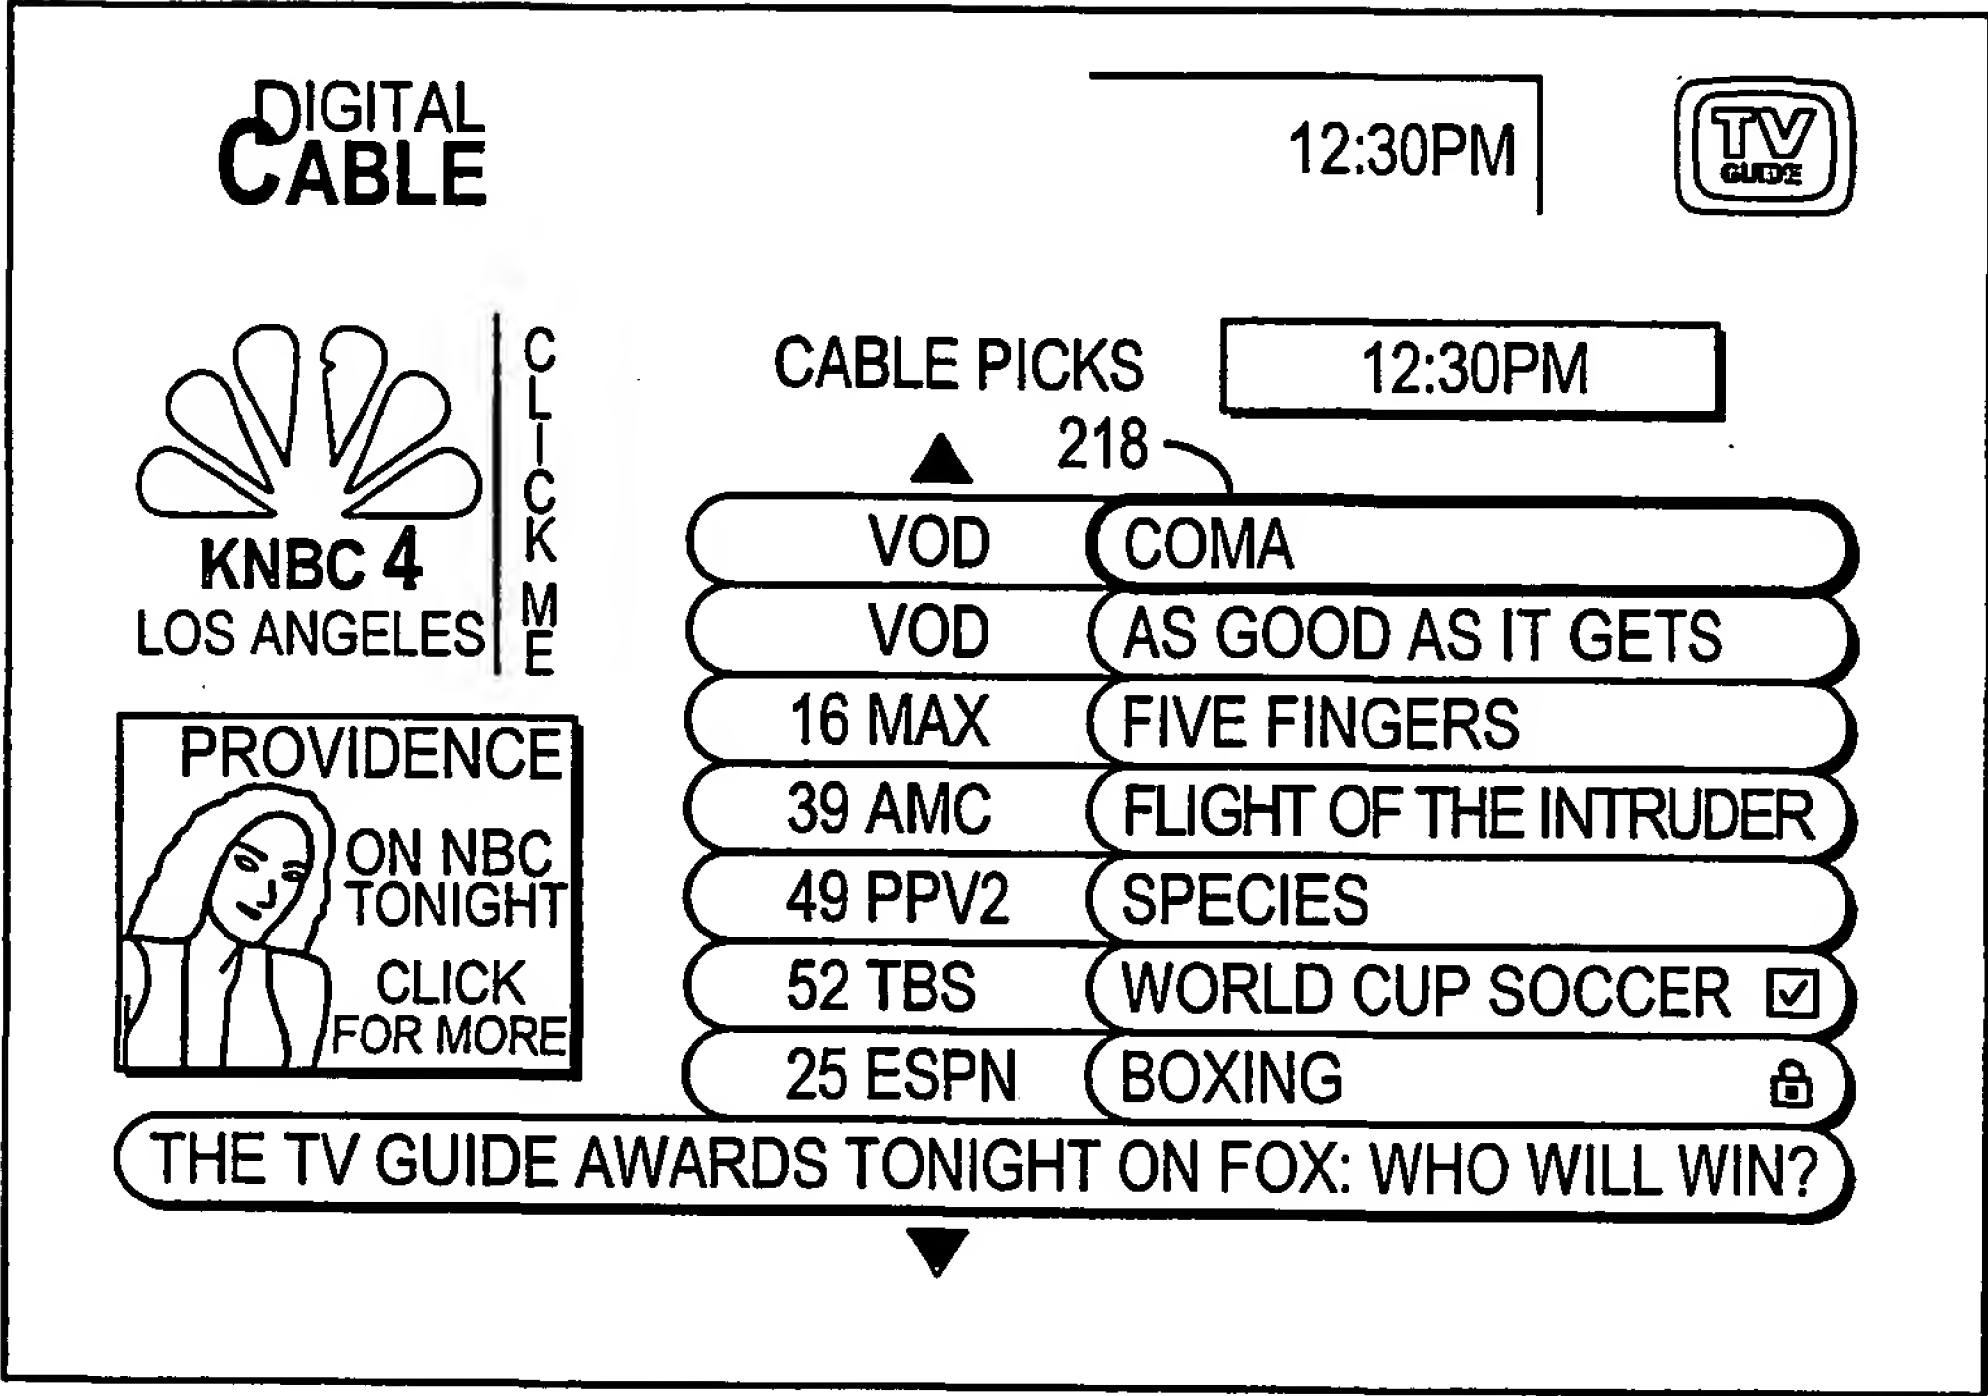 DIGITAL
CABLE
12:30PM
TV
GUIDE
KNBC 4
LOS ANGELES
CLICK ME
PROVIDENCE
ON NBC
TONIGHT
CLICK
FOR MORE
CABLE PICKS 12:30PM
218
VOD COMA
VOD AS GOOD AS IT GETS
16 MAX FIVE FINGERS
39 AMC FLIGHT OF THE INTRUDER
49 PPV2 SPECIES
52 TBS WORLD CUP SOCCER
25 ESPN BOXING
THE TV GUIDE AWARDS TONIGHT ON FOX: WHO WILL WIN?